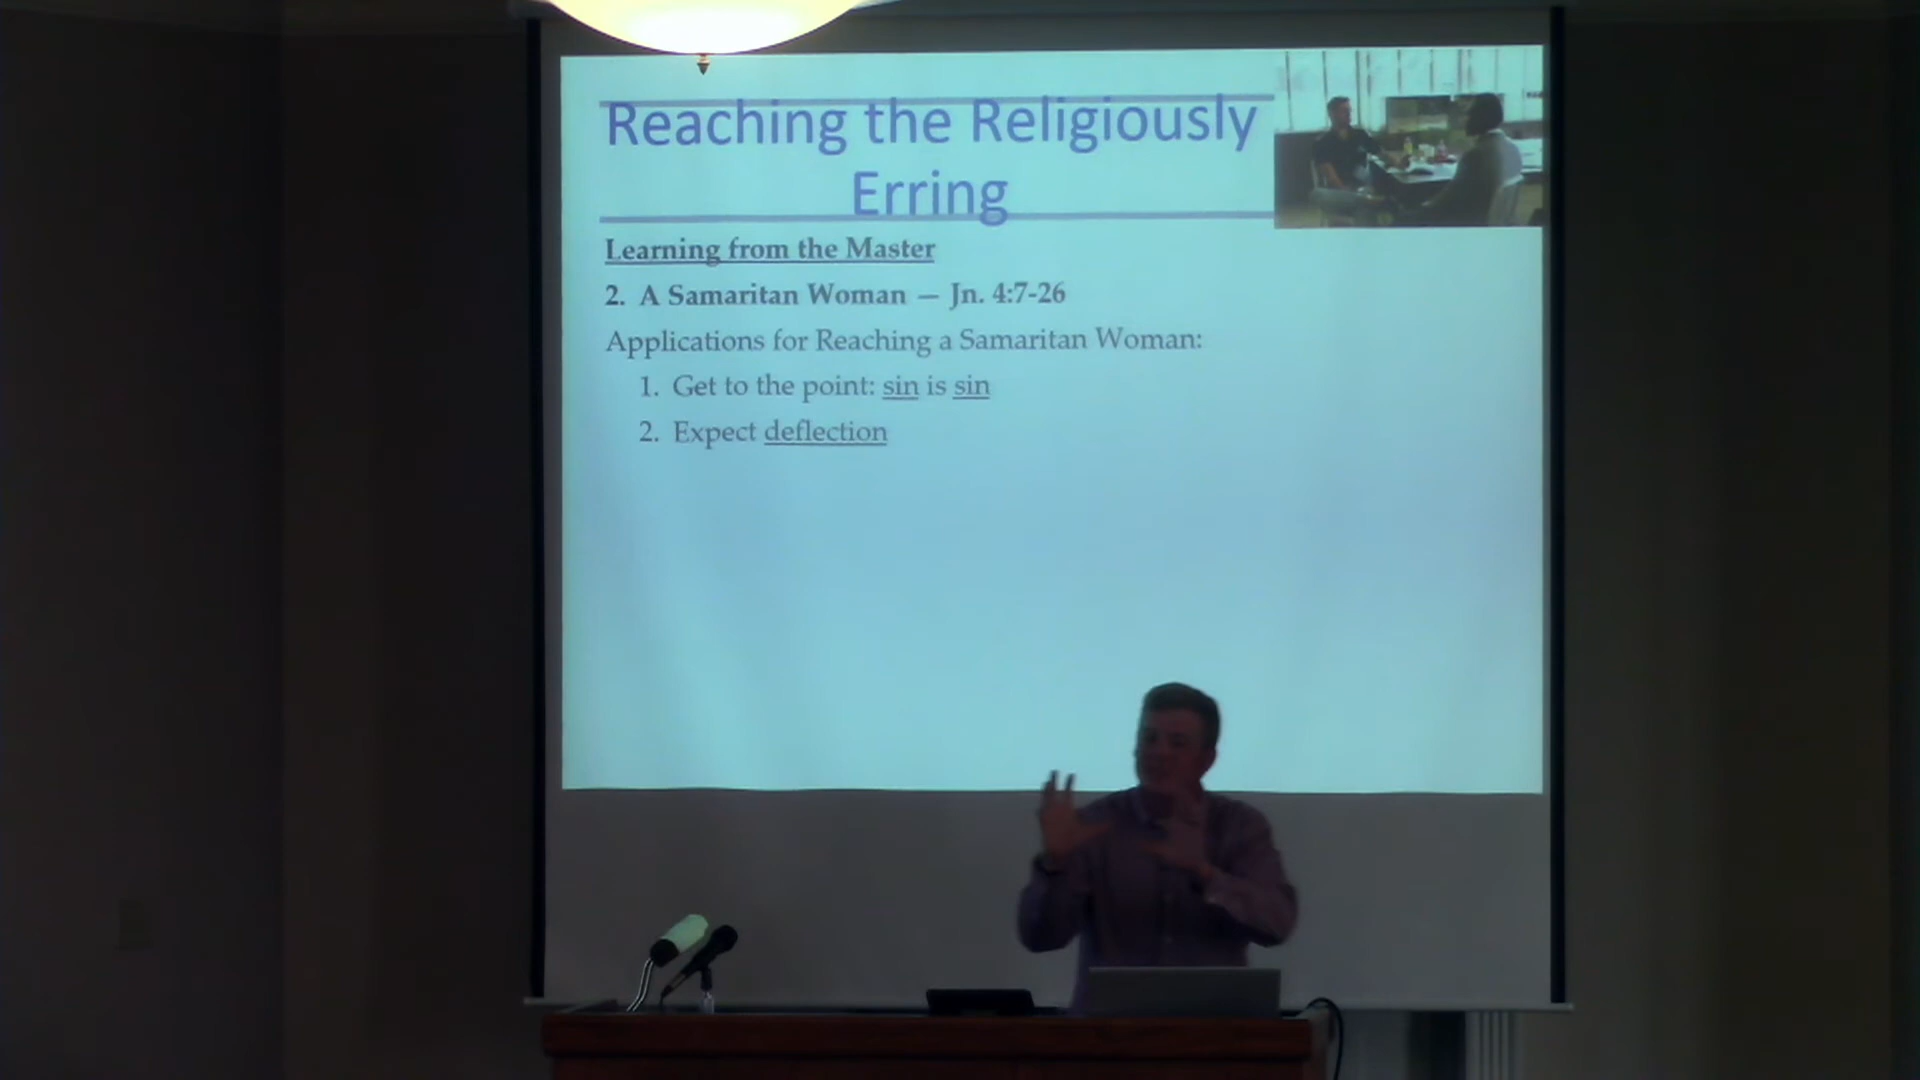 Reaching the Religiously
Erring
Learning from the Master
2. A Samaritan Woman — Jn. 4:7-26
Applications for Reaching a Samaritan Woman:
1. Get to the point: sin is sin
2. Expect deflection